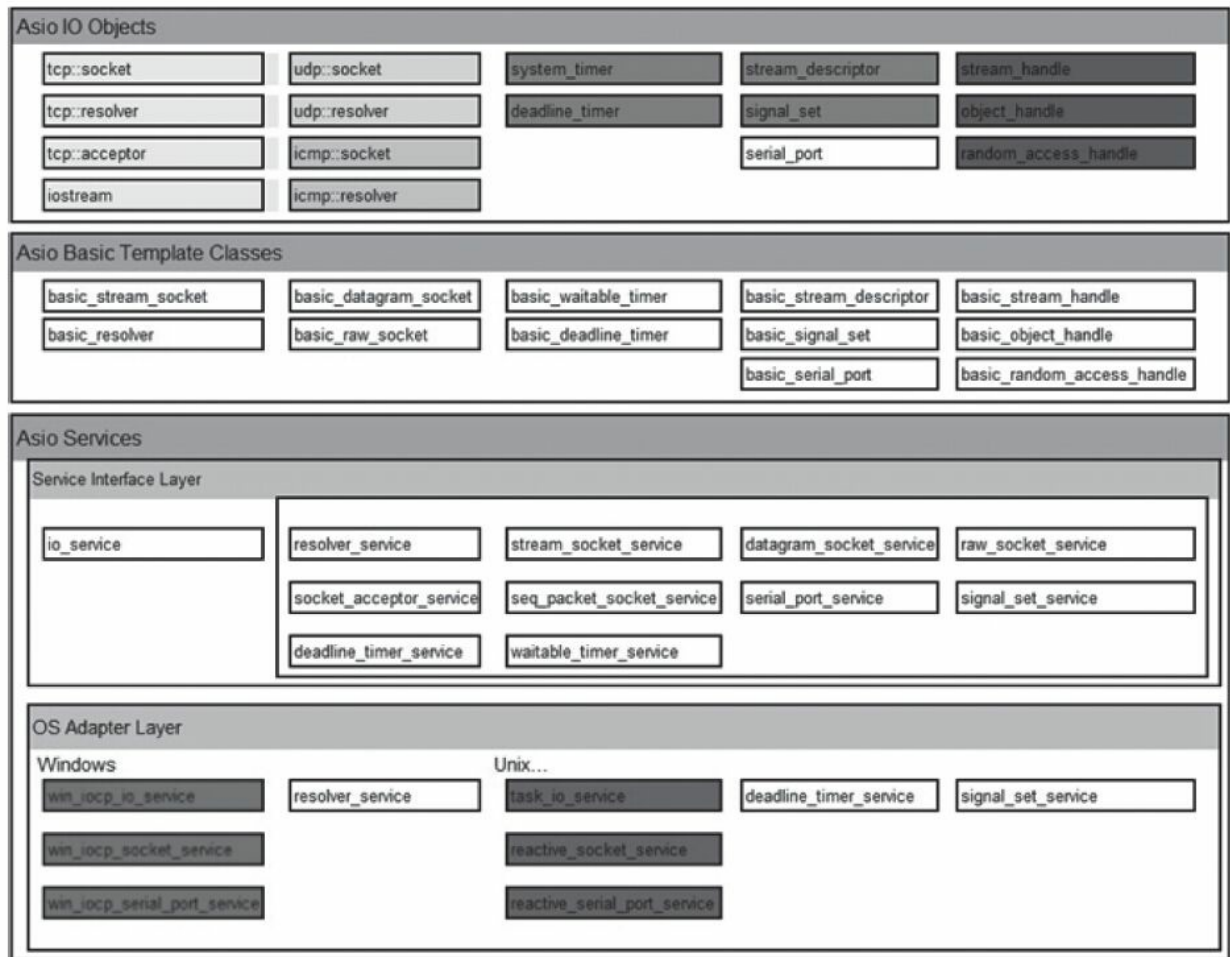 Asio IO Objects
tcp::socket udp::socket system_timer stream_descriptor stream_handle
tcp::resolver udp::resolver deadline_timer signal_set object_handle
tcp::acceptor icmp::socket serial_port random_access_handle
iostream icmp::resolver
Asio Basic Template Classes
basic_stream_socket basic_datagram_socket basic_waitable_timer basic_stream_descriptor basic_stream_handle
basic_resolver basic_raw_socket basic_deadline_timer basic_signal_set basic_object_handle
basic_serial_port basic_random_access_handle
Asio Services
Service Interface Layer
io_service resolver_service stream_socket_service datagram_socket_service raw_socket_service
socket_acceptor_service seq_packet_socket_service serial_port_service signal_set_service
deadline_timer_service waitable_timer_service
OS Adapter Layer
Windows Unix...
win_iocp_io_service resolver_service task_io_service deadline_timer_service signal_set_service
win_iocp_socket_service reactive_socket_service
win_iocp_serial_port_service reactive_serial_port_service